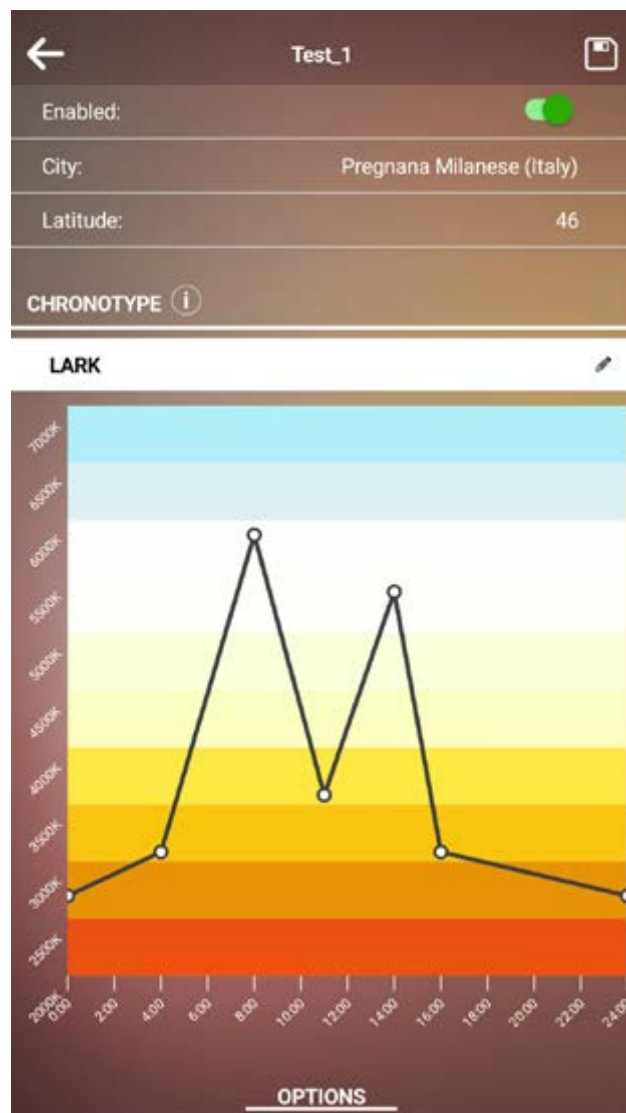 Test_1
Enabled:
City: Pregnana Milanese (Italy)
Latitude: 46
CHRONOTYPE i
LARK
7000K
6500K
6000K
5500K
5000K
4500K
4000K
3500K
3000K
2500K
2000K
0:00 2:00 4:00 6:00 8:00 10:00 12:00 14:00 16:00 18:00 20:00 22:00 24:00
OPTIONS